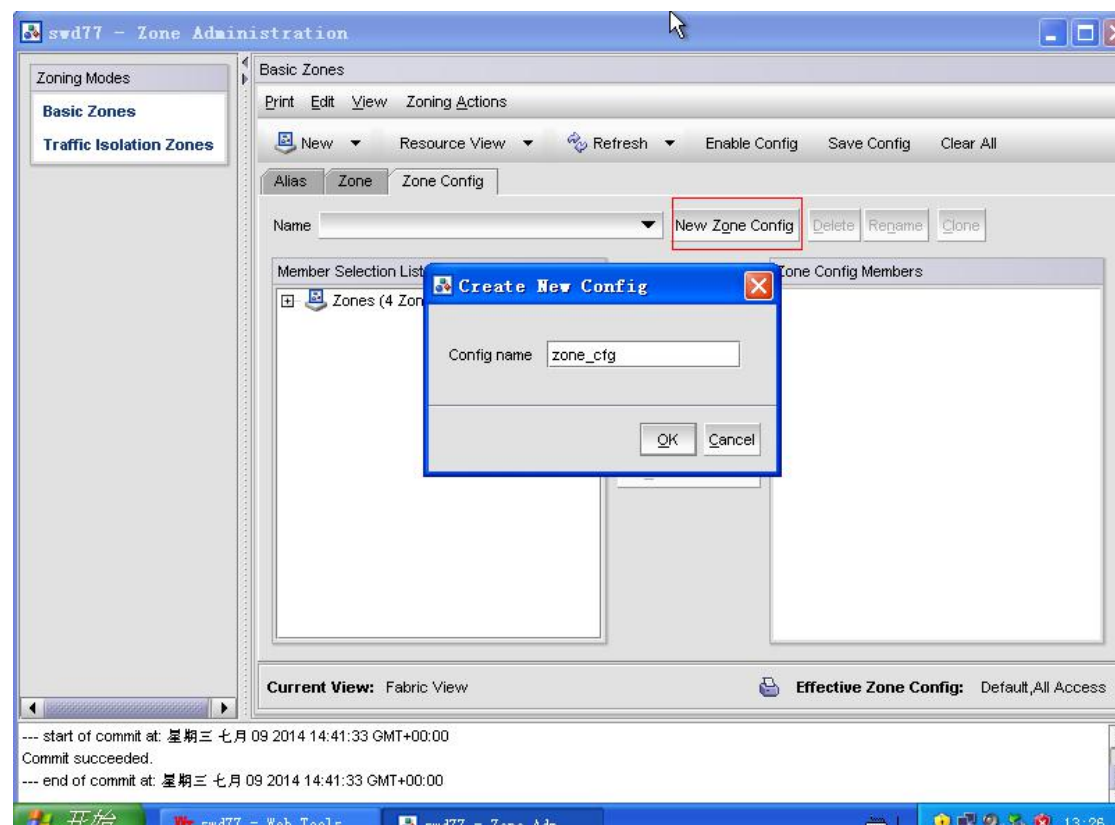 swd77 - Zone Administration
Zoning Modes
Basic Zones
Traffic Isolation Zones
Basic Zones
Print Edit View Zoning Actions
New Resource View Refresh Enable Config Save Config Clear All
Alias Zone Zone Config
Name New Zone Config Delete Rename Clone
Member Selection List
Zone Config Members
Zones (4 Zon
Create New Config
Config name zone_cfg
OK Cancel
Current View: Fabric View
Effective Zone Config: Default,All Access
--- start of commit at: 星期三 七月 09 2014 14:41:33 GMT+00:00
Commit succeeded.
--- end of commit at: 星期三 七月 09 2014 14:41:33 GMT+00:00
开始 swd77 - Web Tools swd77 - Zone Adm... 13:26